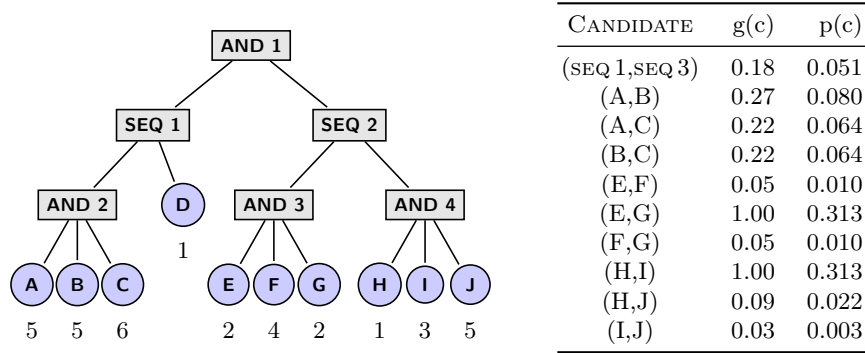 AND 1
SEQ 1 SEQ 2
AND 2 D AND 3 AND 4
1
A B C E F G H I J
5 5 6 2 4 2 1 3 5
CANDIDATE g(c) p(c)
(SEQ 1,SEQ 3) 0.18 0.051
(A,B) 0.27 0.080
(A,C) 0.22 0.064
(B,C) 0.22 0.064
(E,F) 0.05 0.010
(E,G) 1.00 0.313
(F,G) 0.05 0.010
(H,I) 1.00 0.313
(H,J) 0.09 0.022
(I,J) 0.03 0.003